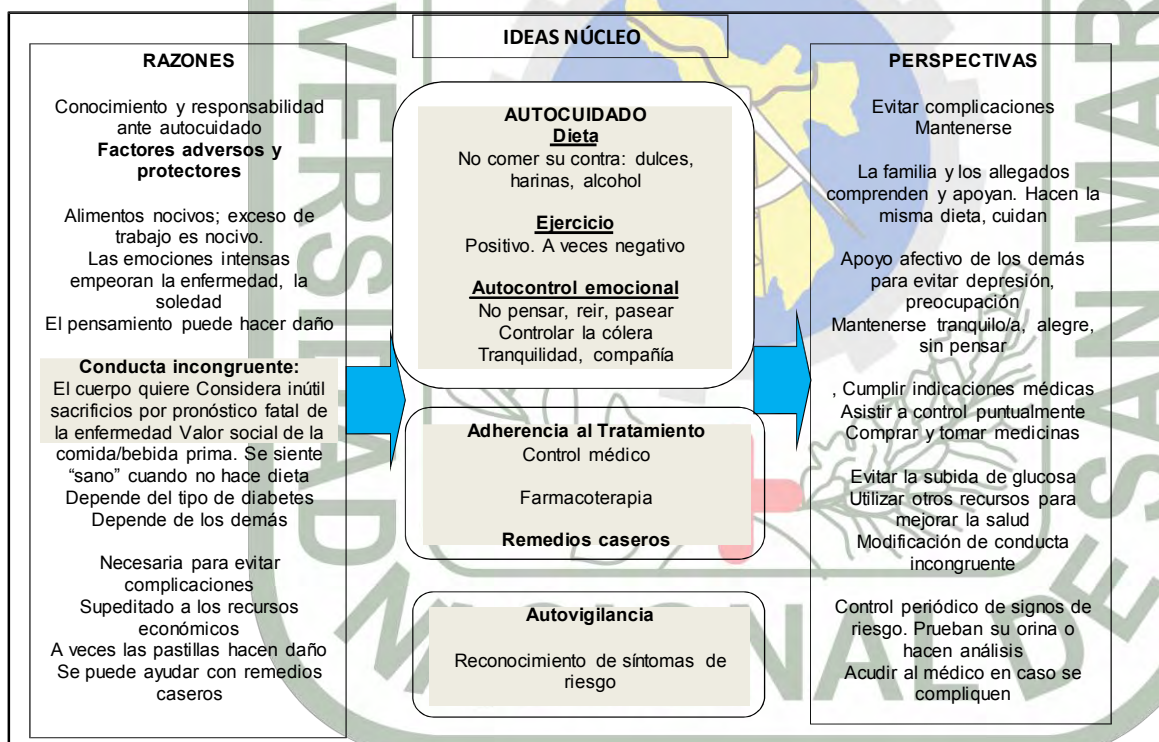 RAZONES
Conocimiento y responsabilidad
ante autocuidado
Factores adversos y
protectores
Alimentos nocivos; exceso de
trabajo es nocivo.
Las emociones intensas
empeoran la enfermedad, la
soledad
El pensamiento puede hacer daño
Conducta incongruente:
El cuerpo quiere Considera inútil
sacrificios por pronóstico fatal de
la enfermedad Valor social de la
comida/bebida prima. Se siente
“sano” cuando no hace dieta
Depende del tipo de diabetes
Depende de los demás
Necesaria para evitar
complicaciones
Supeditado a los recursos
económicos
A veces las pastillas hacen daño
Se puede ayudar con remedios
caseros
IDEAS NÚCLEO
AUTOCUIDADO
Dieta
No comer su contra: dulces,
harinas, alcohol
Ejercicio
Positivo. A veces negativo
Autocontrol emocional
No pensar, reir, pasear
Controlar la cólera
Tranquilidad, compañía
Adherencia al Tratamiento
Control médico
Farmacoterapia
Remedios caseros
Autovigilancia
Reconocimiento de síntomas de
riesgo
PERSPECTIVAS
Evitar complicaciones
Mantenerse
La familia y los allegados
comprenden y apoyan. Hacen la
misma dieta, cuidan
Apoyo afectivo de los demás
para evitar depresión,
preocupación
Mantenerse tranquilo/a, alegre,
sin pensar
, Cumplir indicaciones médicas
Asistir a control puntualmente
Comprar y tomar medicinas
Evitar la subida de glucosa
Utilizar otros recursos para
mejorar la salud
Modificación de conducta
incongruente
Control periódico de signos de
riesgo. Prueban su orina o
hacen análisis
Acudir al médico en caso se
compliquen